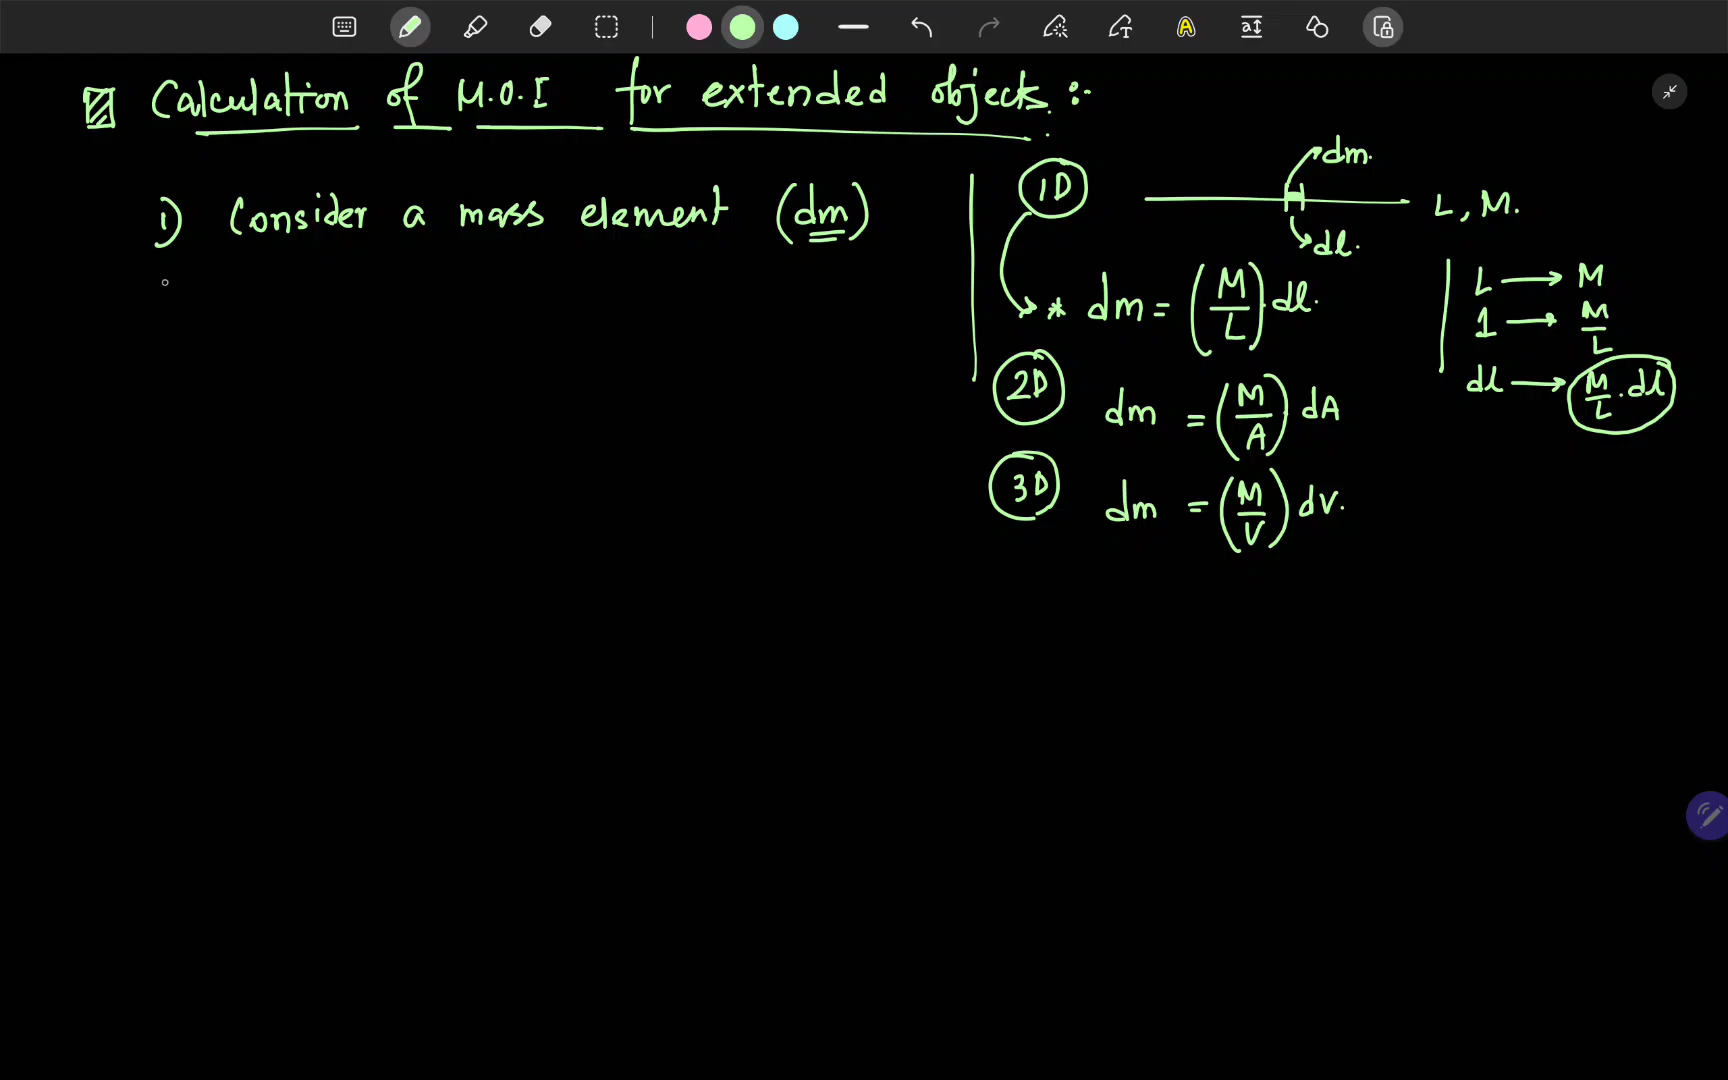 Calculation of M.O.I for extended objects :-
i) Consider a mass element (dm)
1D
dm.
L, M.
dl.
* dm = (M/L) dl.
L → M
1 → M/L
dl → M/L . dl
2D dm = (M/A) dA
3D dm = (M/V) dV.